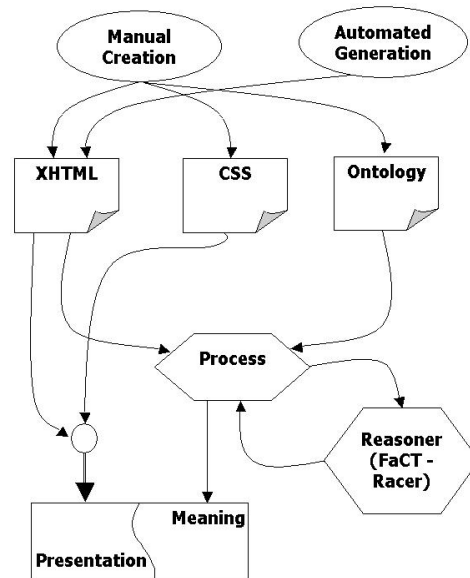 Manual
Creation
Automated
Generation
XHTML
CSS
Ontology
Process
Reasoner
(FaCT -
Racer)
Meaning
Presentation